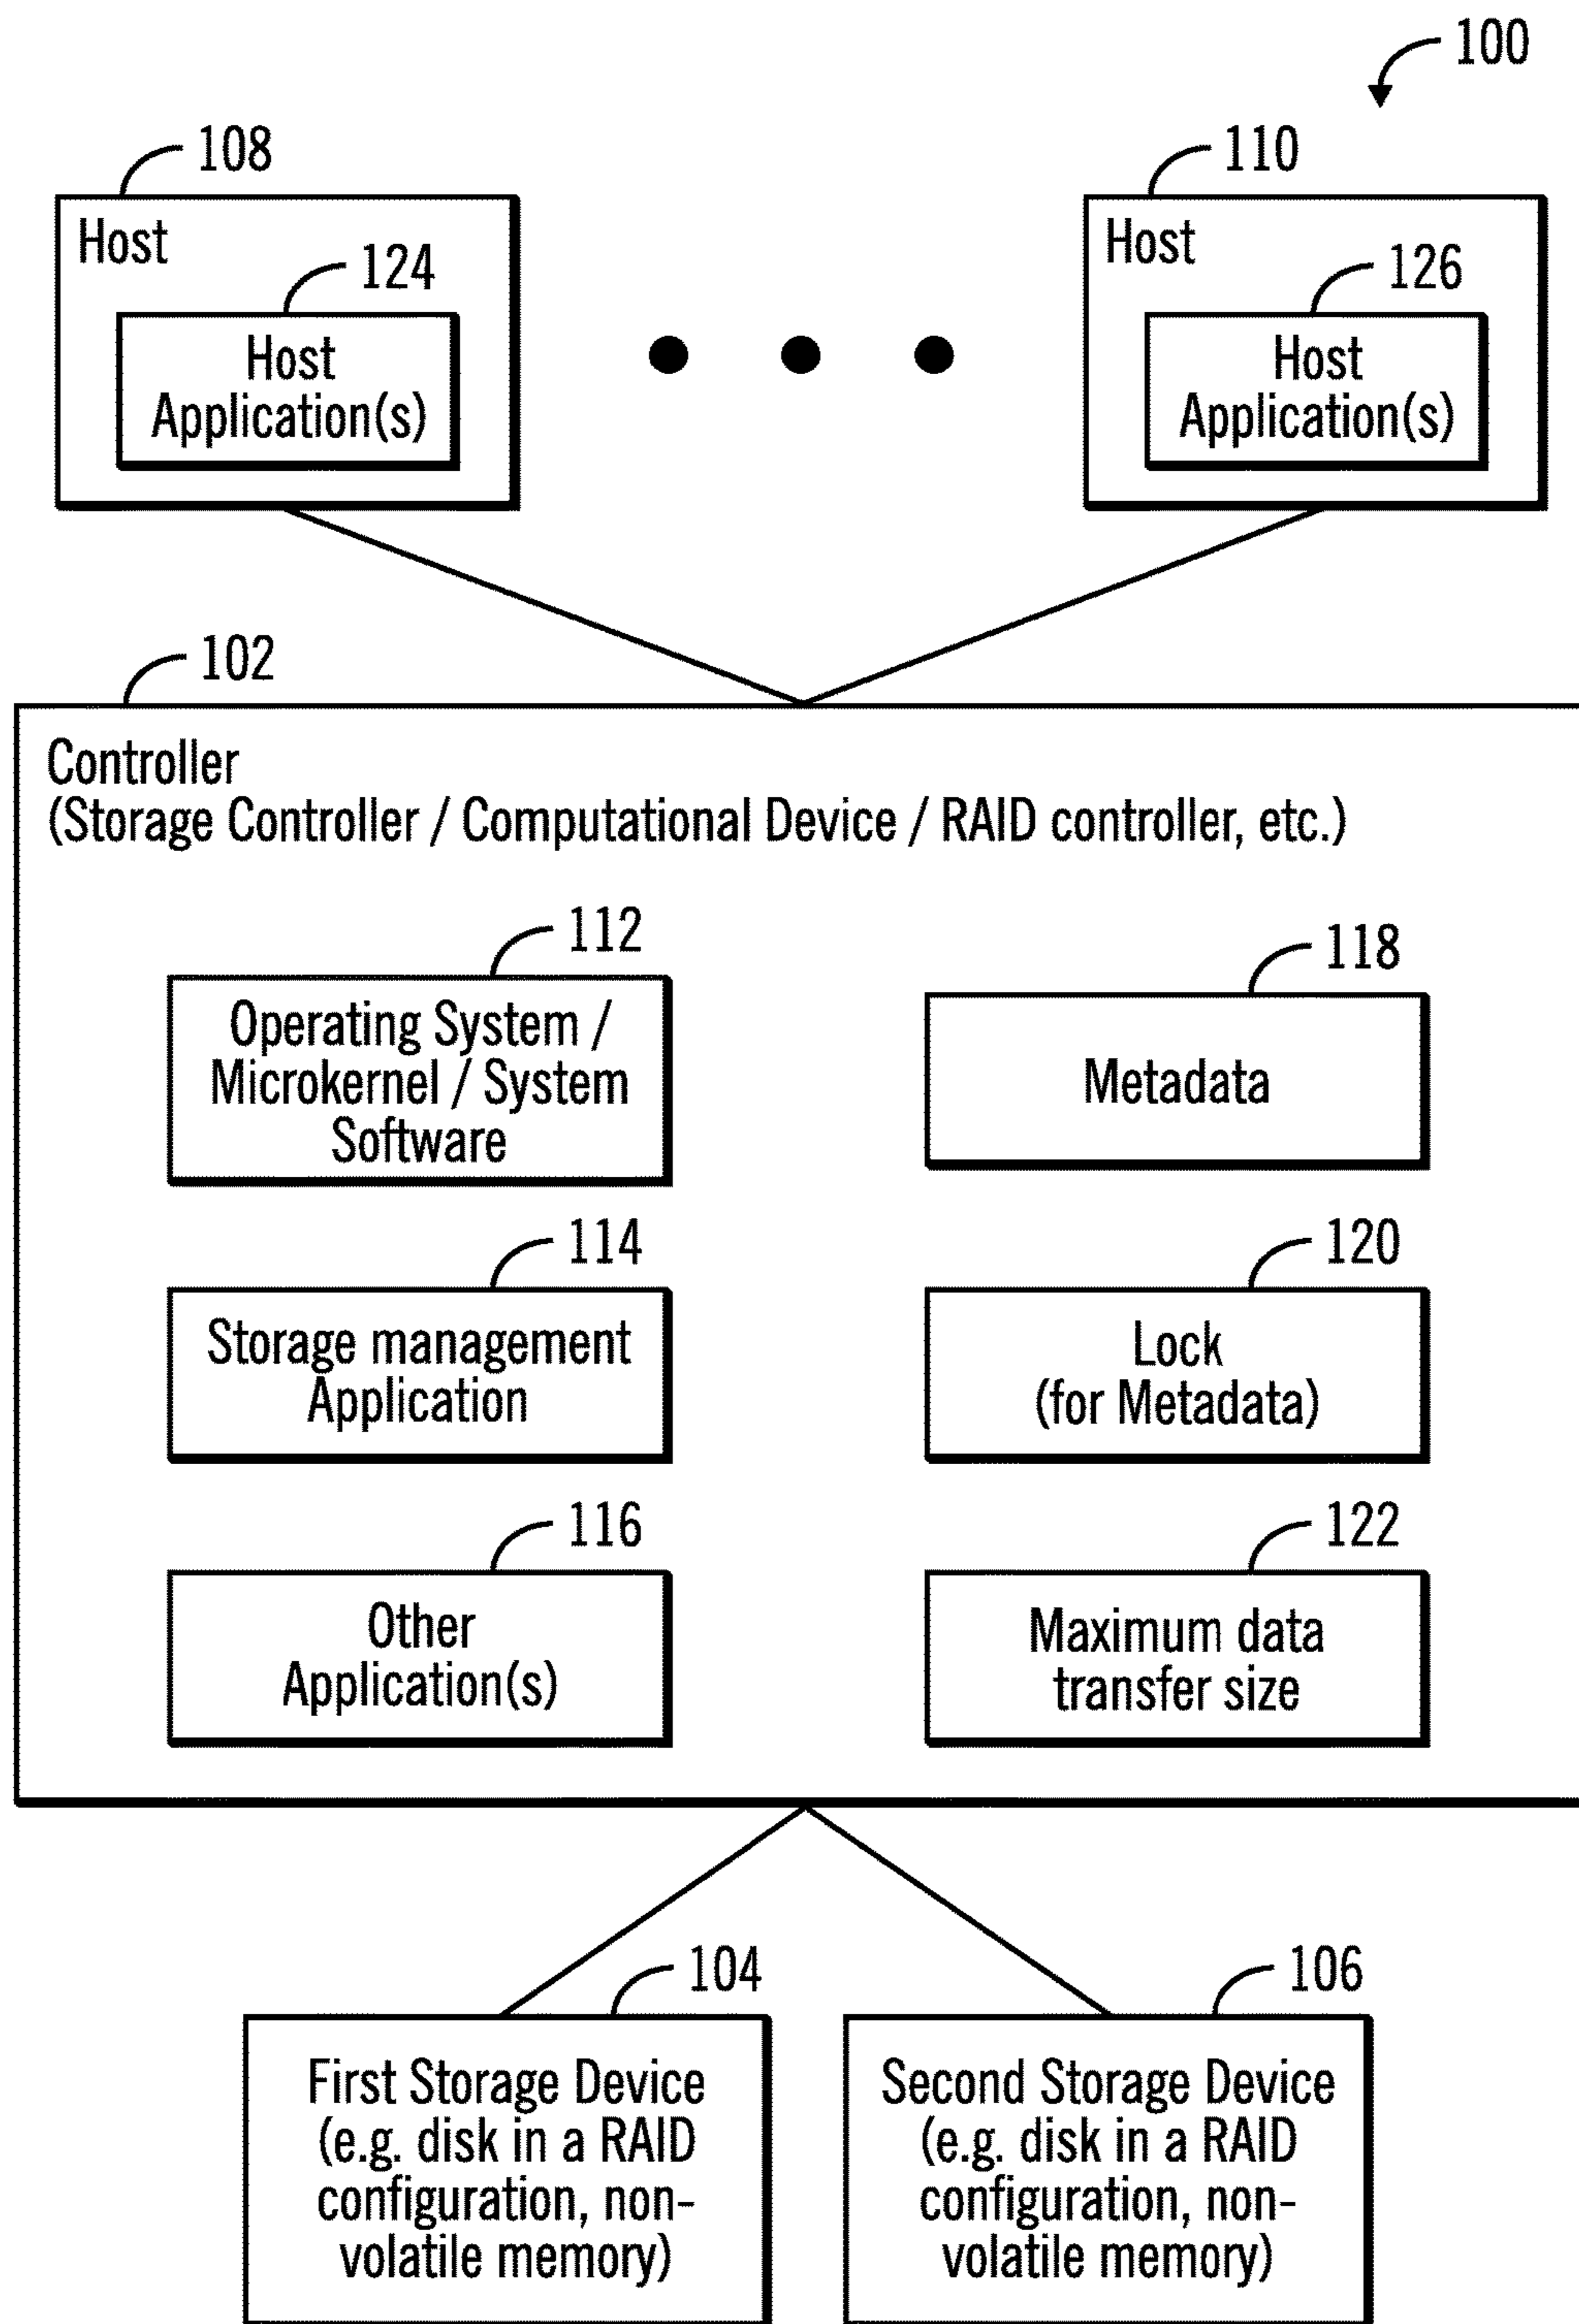 100
108
110
Host
Host
124
126
Host
Application(s)
Host
Application(s)
102
Controller
(Storage Controller / Computational Device / RAID controller, etc.)
112
118
Operating System /
Microkernel / System
Software
Metadata
114
120
Storage management
Application
Lock
(for Metadata)
116
122
Other
Application(s)
Maximum data
transfer size
104
106
First Storage Device
(e.g. disk in a RAID
configuration, non-
volatile memory)
Second Storage Device
(e.g. disk in a RAID
configuration, non-
volatile memory)